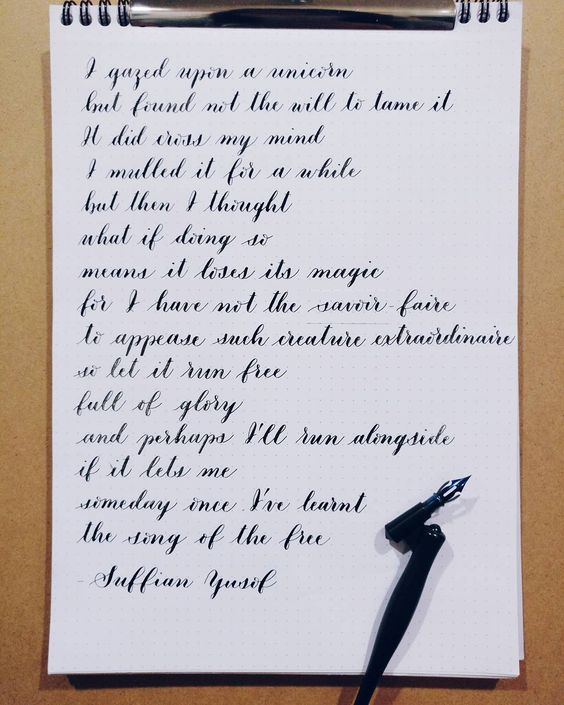 I gazed upon a unicorn
but found not the will to tame it
It did cross my mind
I mulled it for a while
but then I thought
what if doing so
means it loses its magic
for I have not the savoir-faire
to appease such creature extraordinaire
so let it run free
full of glory
and perhaps I'll run alongside
if it lets me
someday once I've learnt
the song of the free
- Suffian Yusof